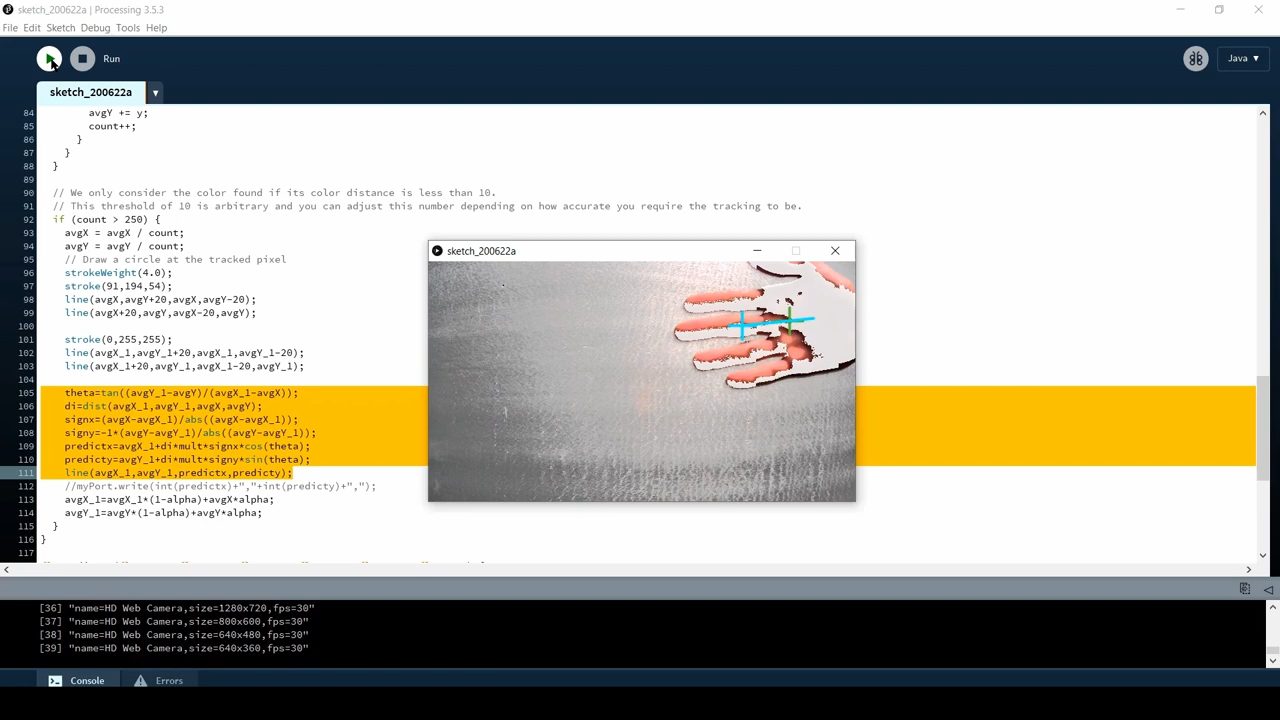 sketch_200622a | Processing 3.5.3
File Edit Sketch Debug Tools Help
Run
Java ▼
sketch_200622a ▼
84 avgY += y;
85 count++;
86 }
87 }
88 }
89
90 // We only consider the color found if its color distance is less than 10.
91 // This threshold of 10 is arbitrary and you can adjust this number depending on how accurate you require the tracking to be.
92 if (count > 250) {
93 avgX = avgX / count;
94 avgY = avgY / count;
95 // Draw a circle at the tracked pixel
96 strokeWeight(4.0);
97 stroke(91,194,54);
98 line(avgX,avgY+20,avgX,avgY-20);
99 line(avgX+20,avgY,avgX-20,avgY);
100
101 stroke(0,255,255);
102 line(avgX_1,avgY_1+20,avgX_1,avgY_1-20);
103 line(avgX_1+20,avgY_1,avgX_1-20,avgY_1);
104
105 theta=tan((avgY_1-avgY)/(avgX_1-avgX));
106 di=dist(avgX_1,avgY_1,avgX,avgY);
107 signx=(avgX-avgX_1)/abs((avgX-avgX_1));
108 signy=-1*(avgY-avgY_1)/abs((avgY-avgY_1));
109 predictx=avgX_1+di*mult*signx*cos(theta);
110 predicty=avgY_1+di*mult*signy*sin(theta);
111 line(avgX_1,avgY_1,predictx,predicty);
112 //myPort.write(int(predictx)+","+int(predicty)+",");
113 avgX_1=avgX_1*(1-alpha)+avgX*alpha;
114 avgY_1=avgY*(1-alpha)+avgY*alpha;
115 }
116 }
117
sketch_200622a
[36] "name=HD Web Camera,size=1280x720,fps=30"
[37] "name=HD Web Camera,size=800x600,fps=30"
[38] "name=HD Web Camera,size=640x480,fps=30"
[39] "name=HD Web Camera,size=640x360,fps=30"
Console Errors